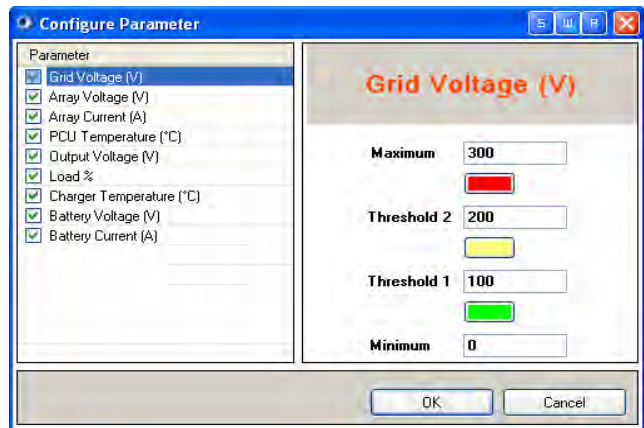 Configure Parameter
S W R
Parameter
Grid Voltage (V)
Array Voltage (V)
Array Current (A)
PCU Temperature (°C)
Output Voltage (V)
Load %
Charger Temperature (°C)
Battery Voltage (V)
Battery Current (A)
Grid Voltage (V)
Maximum 300
Threshold 2 200
Threshold 1 100
Minimum 0
OK Cancel